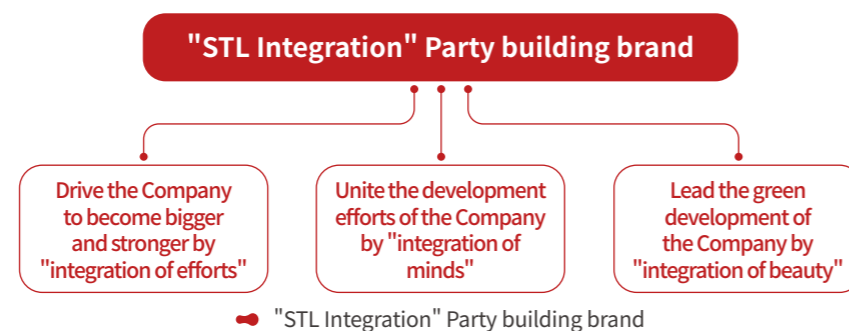 "STL Integration" Party building brand
Drive the Company
to become bigger
and stronger by
"integration of efforts"
Unite the development
efforts of the Company
by "integration of
minds"
Lead the green
development of
the Company by
"integration of beauty"
"STL Integration" Party building brand